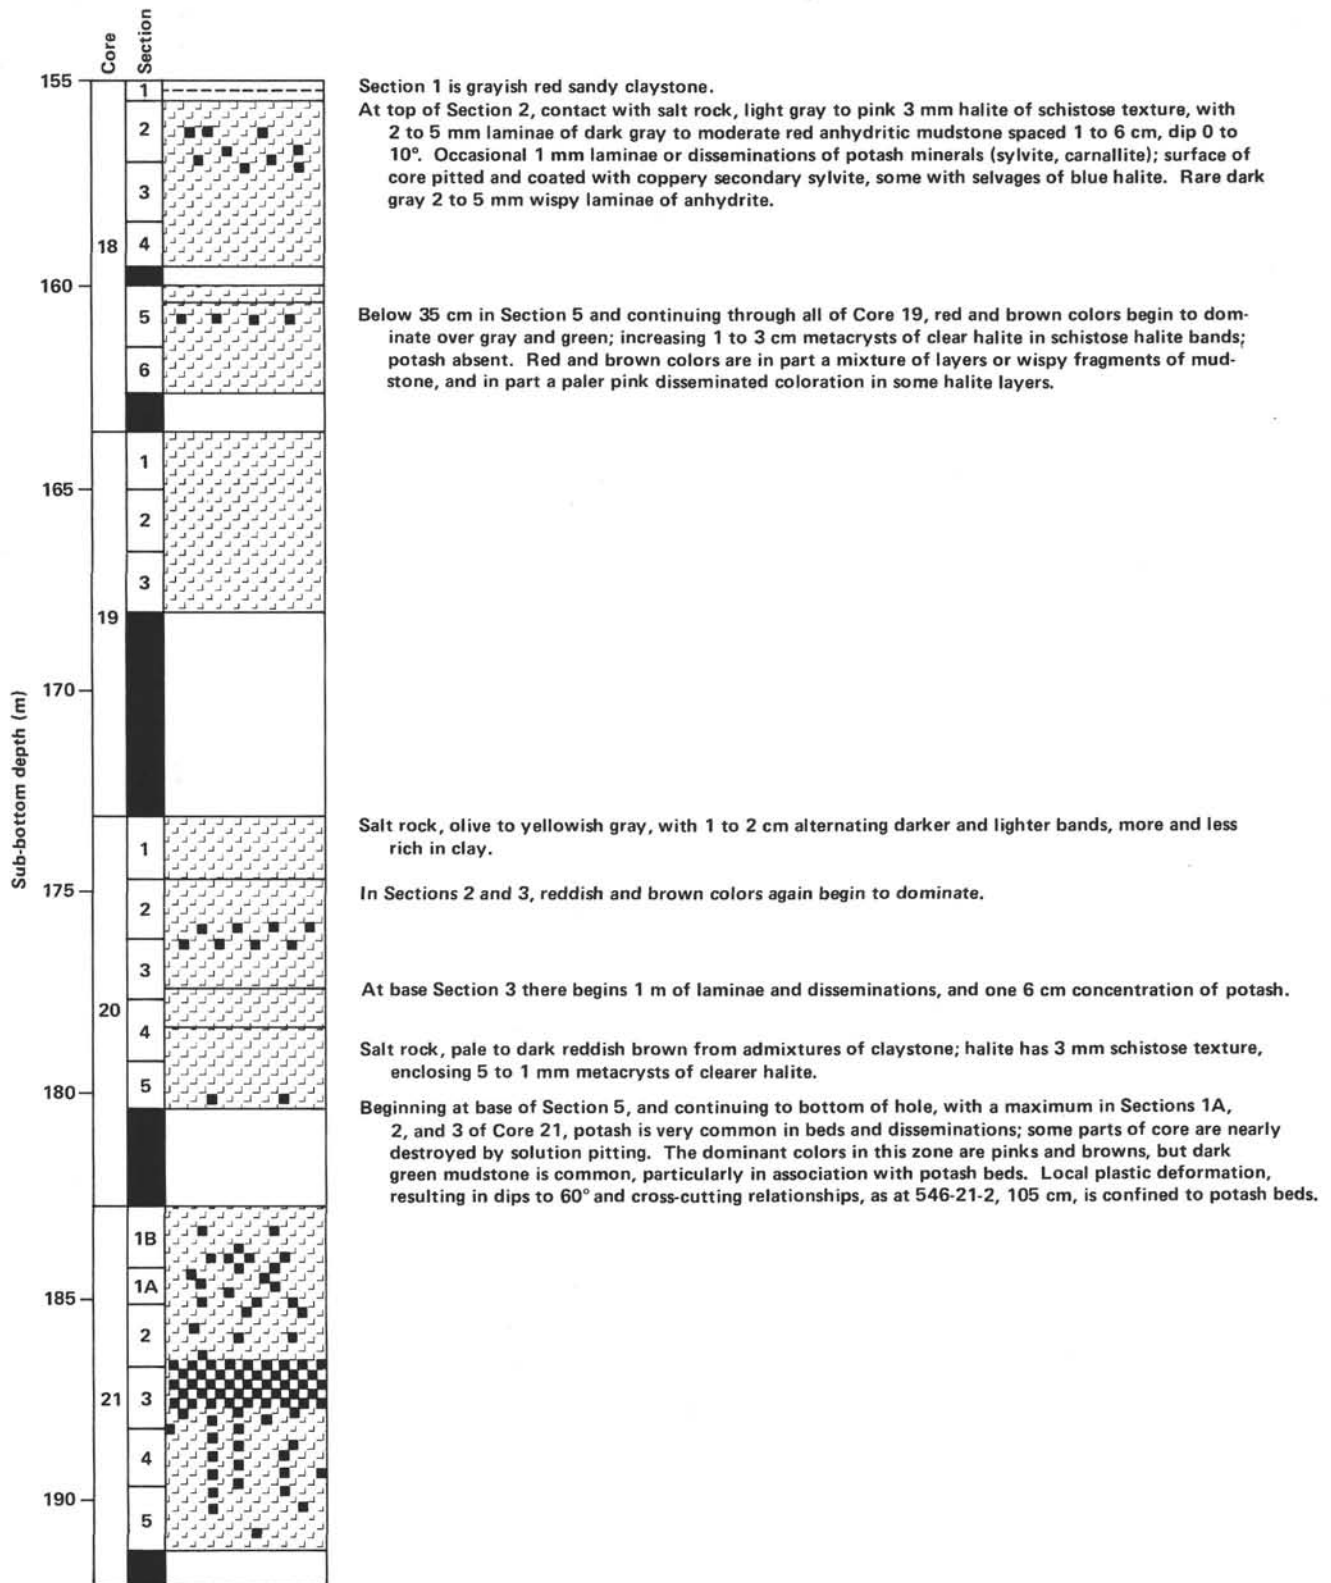 Core
Section
155
1
Section 1 is grayish red sandy claystone.
At top of Section 2, contact with salt rock, light gray to pink 3 mm halite of schistose texture, with
2
2 to 5 mm laminae of dark gray to moderate red anhydritic mudstone spaced 1 to 6 cm, dip 0 to
10°. Occasional 1 mm laminae or disseminations of potash minerals (sylvite, carnallite); surface of
core pitted and coated with coppery secondary sylvite, some with selvages of blue halite. Rare dark
3
gray 2 to 5 mm wispy laminae of anhydrite.
18
4
160
5
Below 35 cm in Section 5 and continuing through all of Core 19, red and brown colors begin to dom-
inate over gray and green; increasing 1 to 3 cm metacrysts of clear halite in schistose halite bands;
potash absent. Red and brown colors are in part a mixture of layers or wispy fragments of mud-
6
stone, and in part a paler pink disseminated coloration in some halite layers.
1
165
2
3
19
170
Sub-bottom depth (m)
Salt rock, olive to yellowish gray, with 1 to 2 cm alternating darker and lighter bands, more and less
1
rich in clay.
175
In Sections 2 and 3, reddish and brown colors again begin to dominate.
2
3
At base Section 3 there begins 1 m of laminae and disseminations, and one 6 cm concentration of potash.
20
4
Salt rock, pale to dark reddish brown from admixtures of claystone; halite has 3 mm schistose texture,
enclosing 5 to 1 mm metacrysts of clearer halite.
5
180
Beginning at base of Section 5, and continuing to bottom of hole, with a maximum in Sections 1A,
2, and 3 of Core 21, potash is very common in beds and disseminations; some parts of core are nearly
destroyed by solution pitting. The dominant colors in this zone are pinks and browns, but dark
green mudstone is common, particularly in association with potash beds. Local plastic deformation,
resulting in dips to 60° and cross-cutting relationships, as at 546-21-2, 105 cm, is confined to potash beds.
1B
1A
185
2
21
3
4
190
5